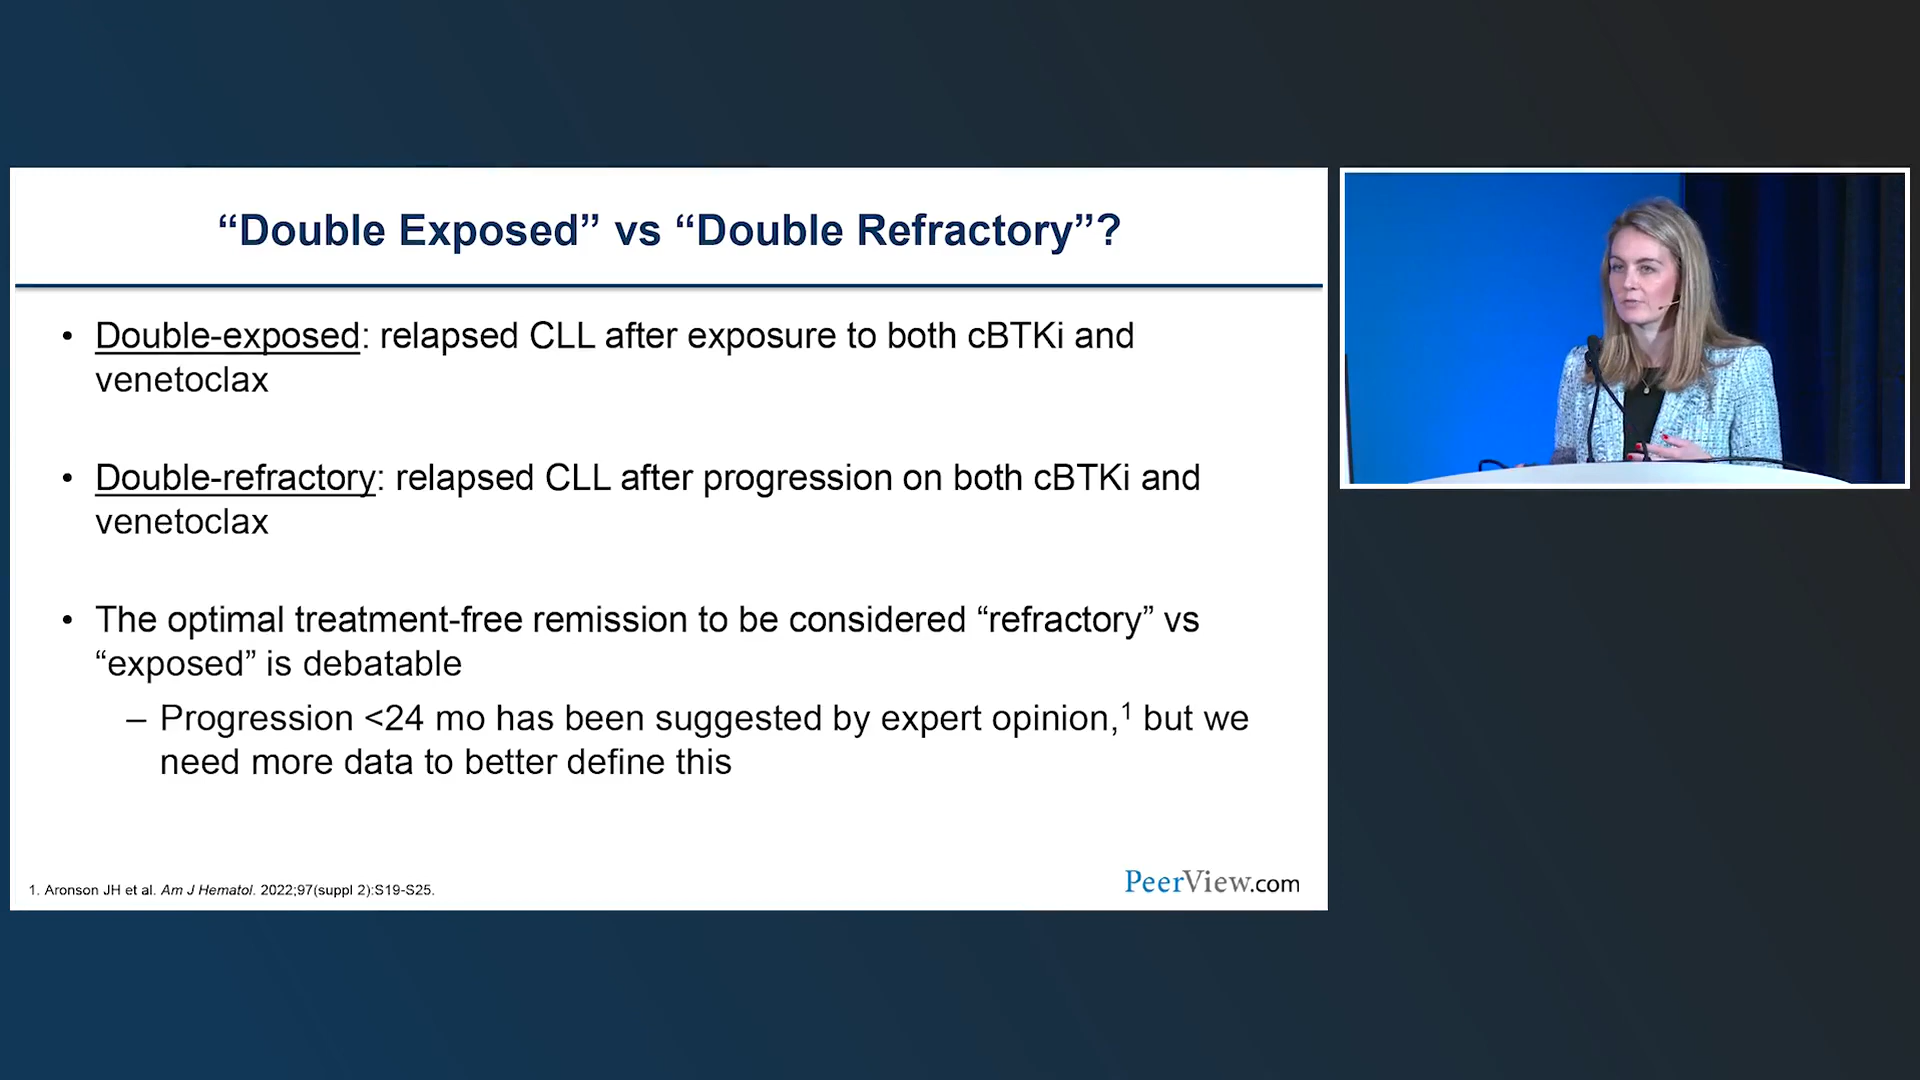 “Double Exposed” vs “Double Refractory”?
• Double-exposed: relapsed CLL after exposure to both cBTKi and
venetoclax
• Double-refractory: relapsed CLL after progression on both cBTKi and
venetoclax
• The optimal treatment-free remission to be considered “refractory” vs
“exposed” is debatable
– Progression <24 mo has been suggested by expert opinion,¹ but we
need more data to better define this
1. Aronson JH et al. Am J Hematol. 2022;97(suppl 2):S19-S25.
PeerView.com